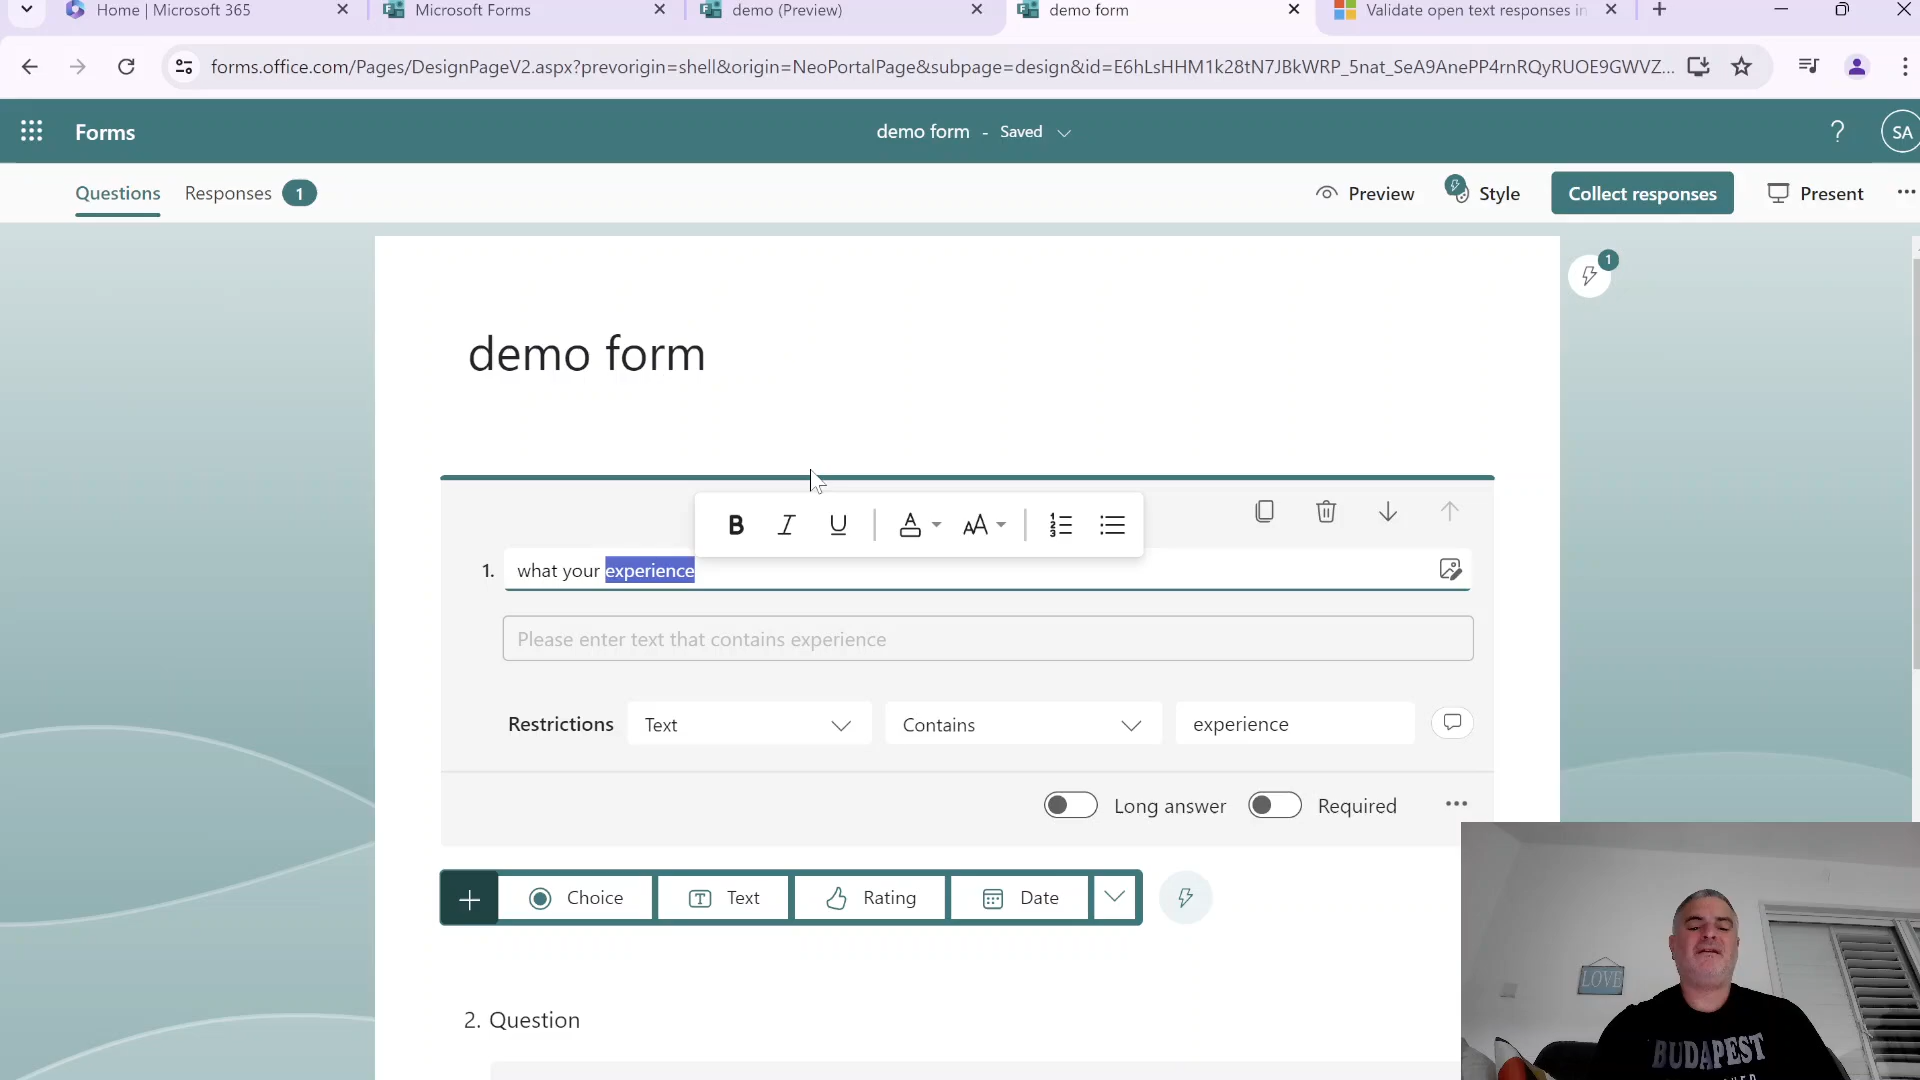 Home | Microsoft 365
Microsoft Forms
demo (Preview)
demo form
Validate open text responses in
forms.office.com/Pages/DesignPageV2.aspx?prevorigin=shell&origin=NeoPortalPage&subpage=design&id=E6hLsHHM1k28tN7JBkWRP_5nat_SeA9AnePP4rnRQyRUOE9GWVZ...
Forms
demo form - Saved
?
SA
Questions
Responses 1
Preview
Style
Collect responses
Present
1
demo form
B I U A AA
1. what your experience
Please enter text that contains experience
Restrictions
Text
Contains
experience
Long answer
Required
+ Choice
Text
Rating
Date
2. Question
LOVE
BUDAPEST